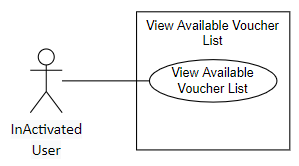 View Available Voucher
List
View Available
Voucher List
InActivated
User